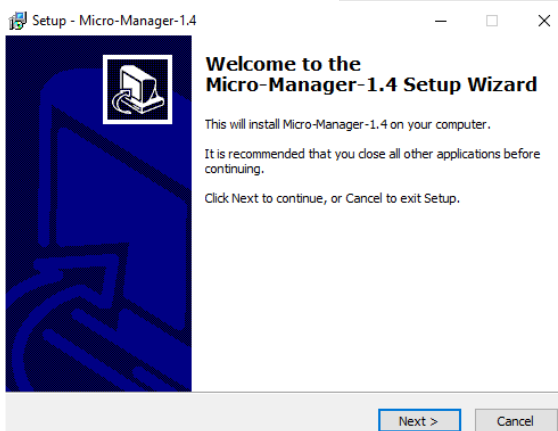 Setup - Micro-Manager-1.4
Welcome to the
Micro-Manager-1.4 Setup Wizard
This will install Micro-Manager-1.4 on your computer.
It is recommended that you close all other applications before
continuing.
Click Next to continue, or Cancel to exit Setup.
Next >
Cancel